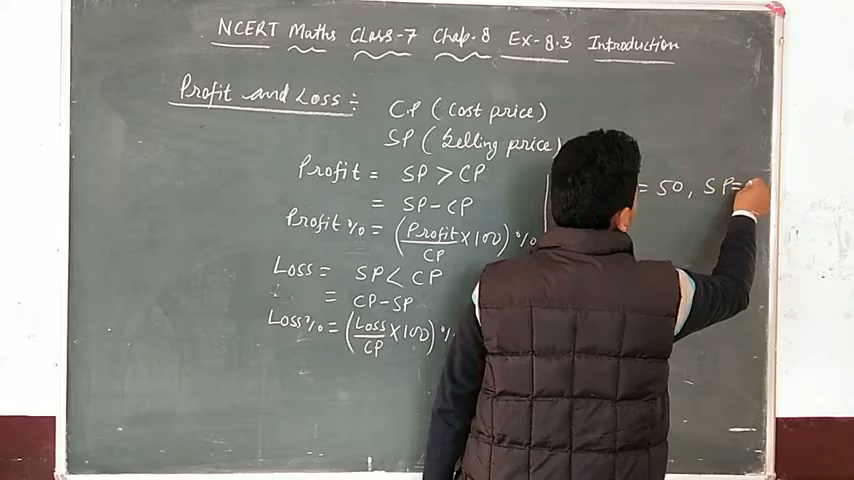 NCERT Maths Class-7 Chap.8 Ex-8.3 Introduction
Profit and Loss ÷
C.P (Cost price)
SP (Selling price)
Profit = SP > CP
= SP - CP
Profit % = (Profit/CP × 100) %
Loss = SP < CP
= CP - SP
Loss % = (Loss/CP × 100) %
= 50, SP =